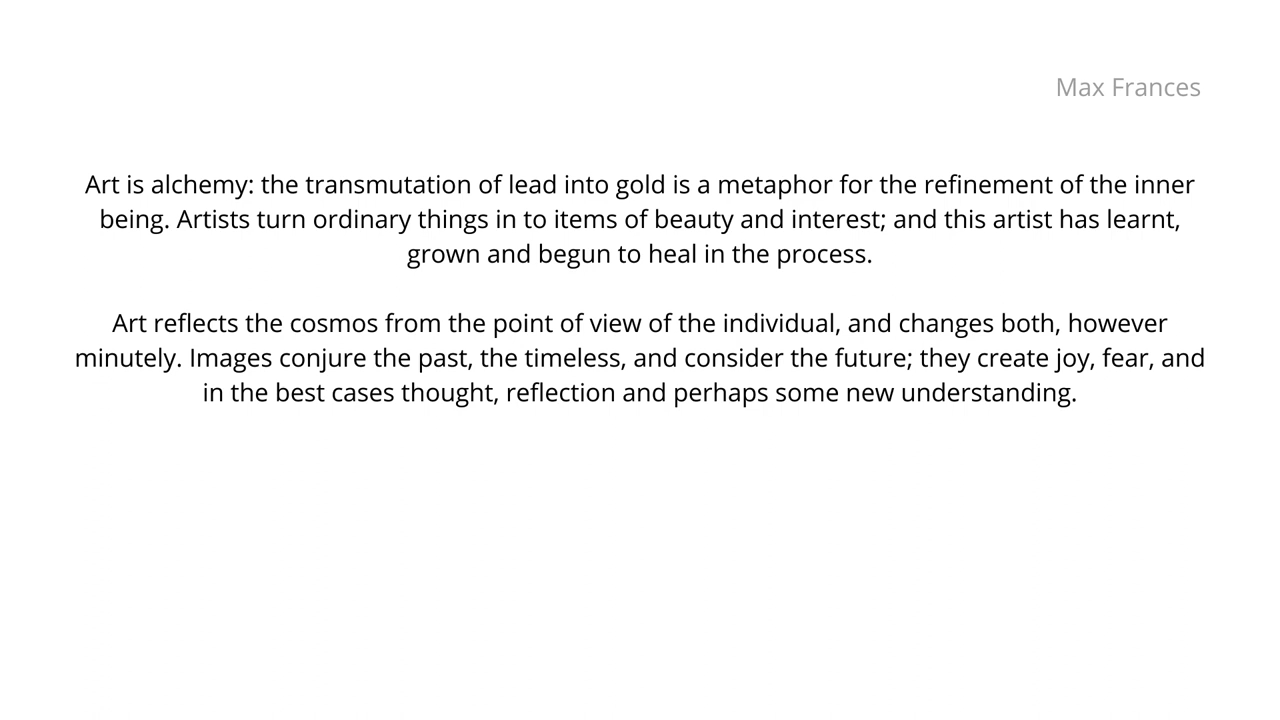 Max Frances
Art is alchemy: the transmutation of lead into gold is a metaphor for the refinement of the inner
being. Artists turn ordinary things in to items of beauty and interest; and this artist has learnt,
grown and begun to heal in the process.
Art reflects the cosmos from the point of view of the individual, and changes both, however
minutely. Images conjure the past, the timeless, and consider the future; they create joy, fear, and
in the best cases thought, reflection and perhaps some new understanding.